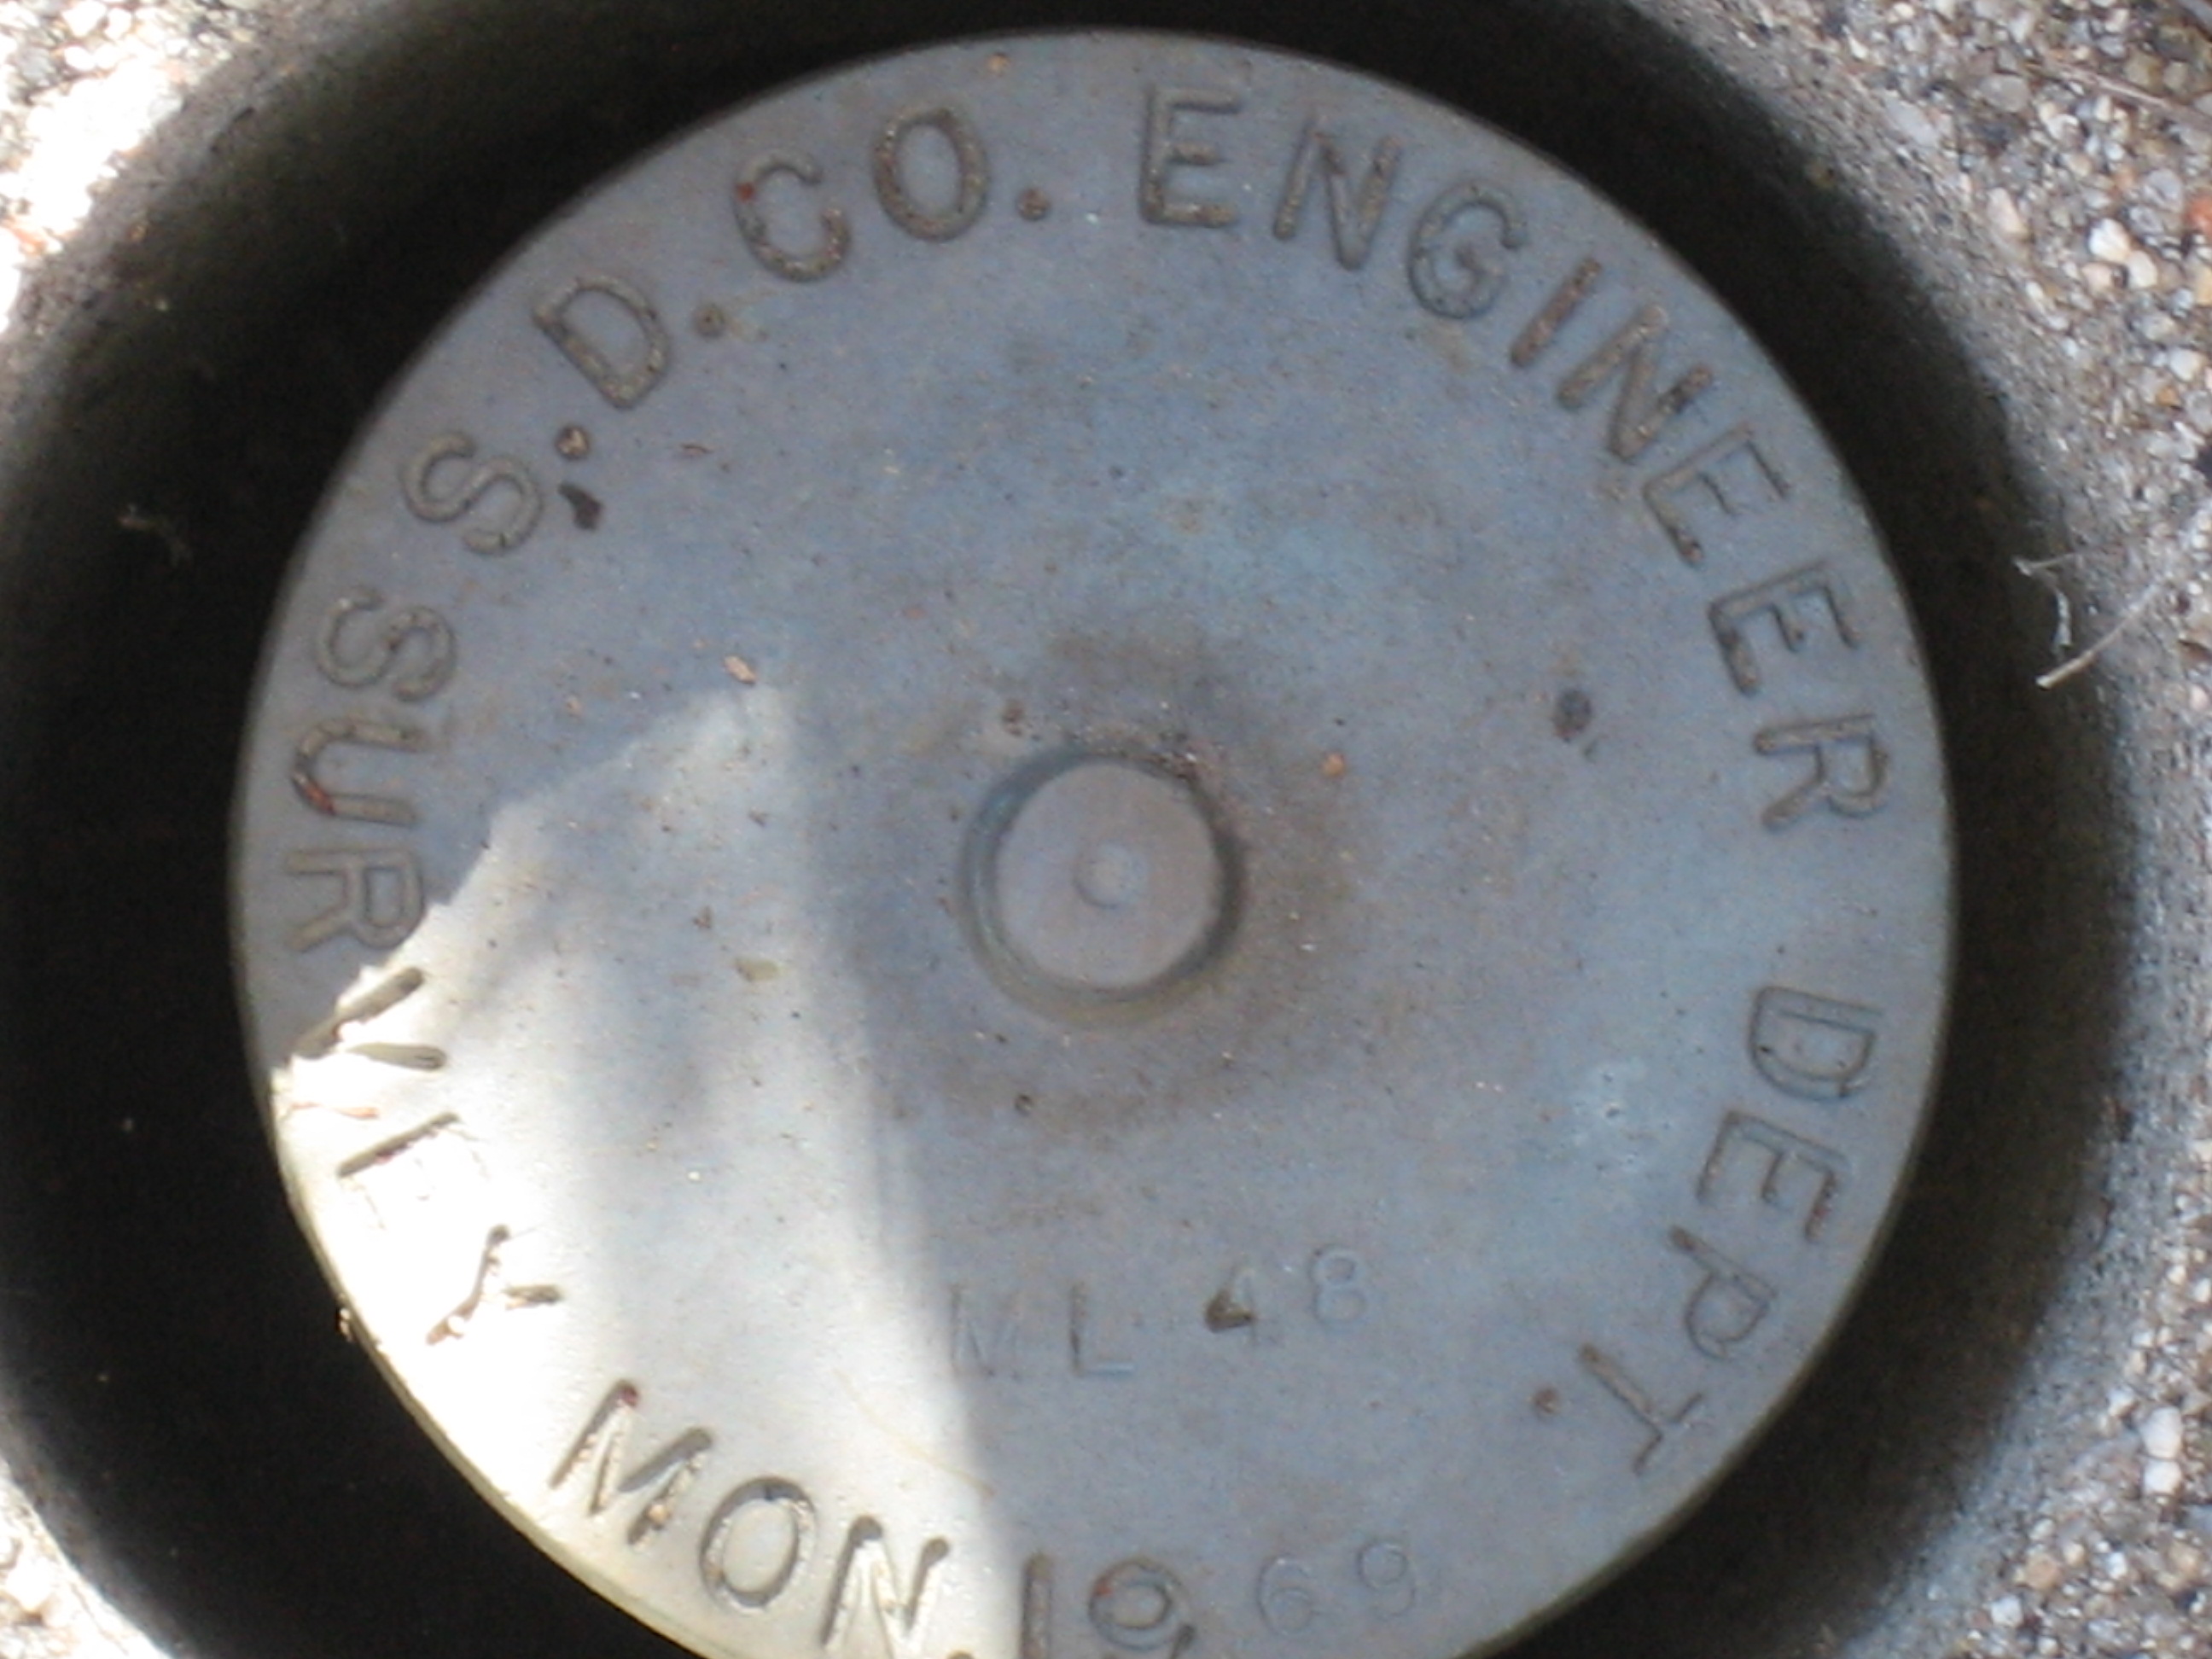 S.D.CO. ENGINEER DEPT.
SURVEY MON. 1969
ML 48